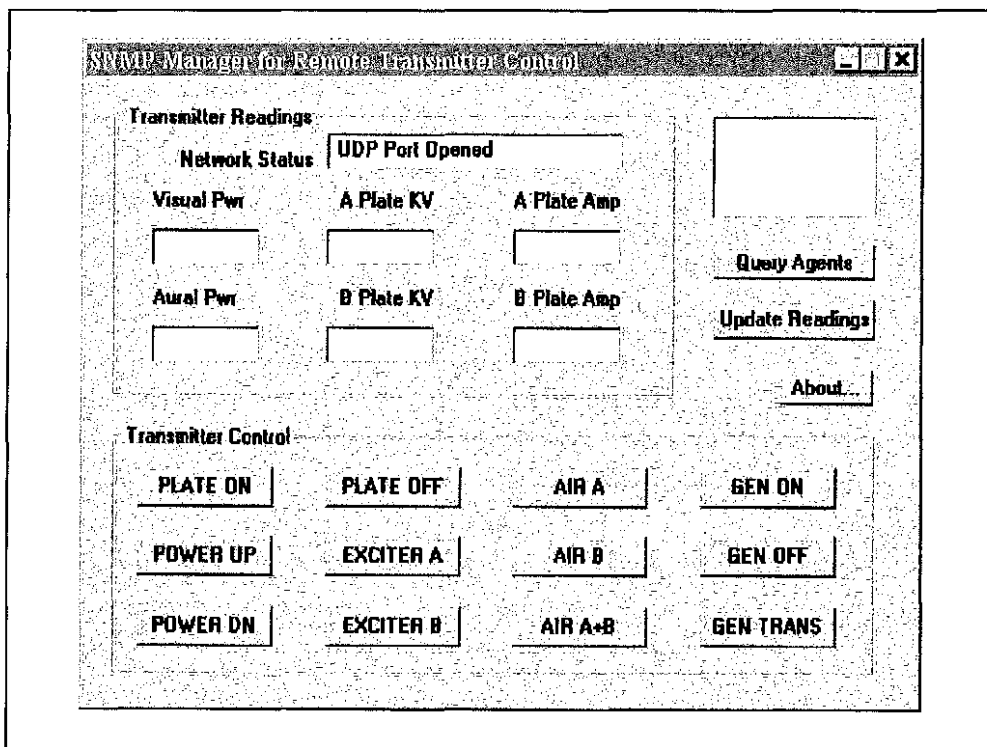 SNMP Manager for Remote Transmitter Control
Transmitter Readings
Network Status UDP Port Opened
Visual Pwr A Plate KV A Plate Amp
Query Agents
Aural Pwr B Plate KV B Plate Amp
Update Readings
About...
Transmitter Control
PLATE ON PLATE OFF AIR A GEN ON
POWER UP EXCITER A AIR B GEN OFF
POWER DN EXCITER B AIR A+B GEN TRANS